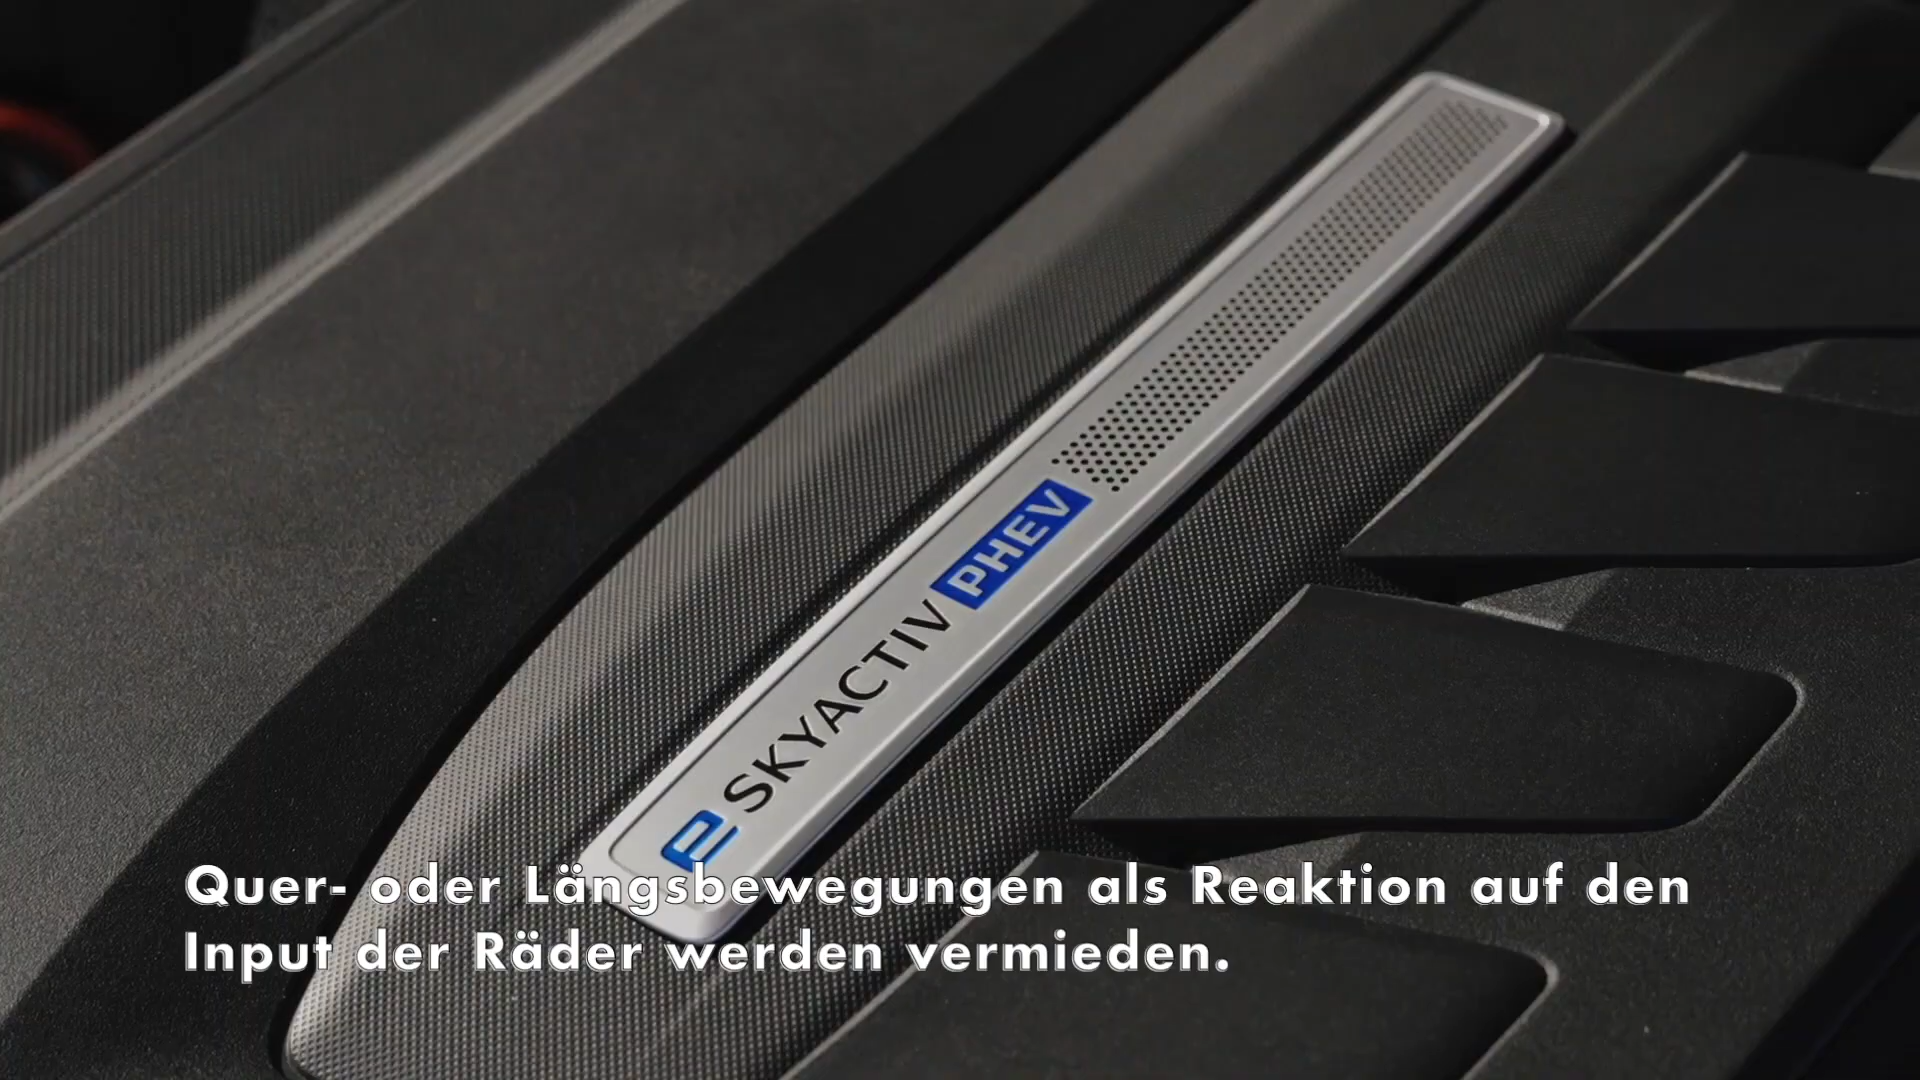 e SKYACTIV PHEV
Quer- oder Längsbewegungen als Reaktion auf den
Input der Räder werden vermieden.